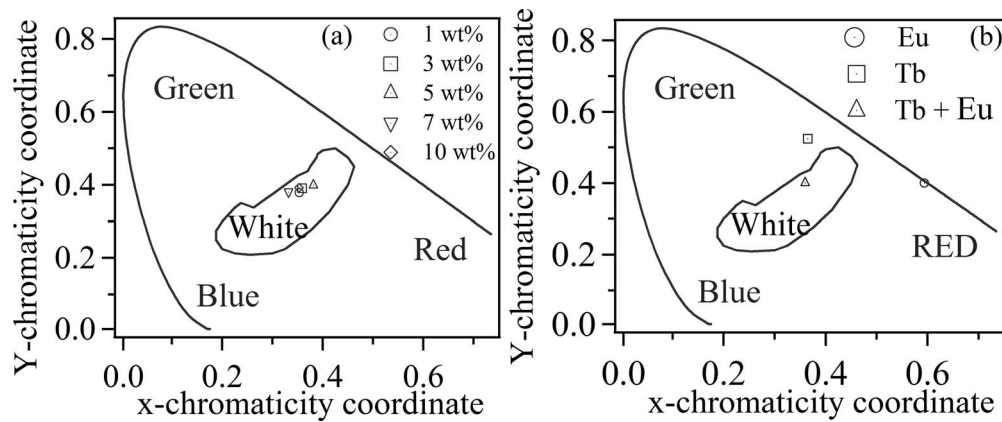 Y-chromaticity coordinate
0.8
0.6
0.4
0.2
0.0
(a)
1 wt%
3 wt%
5 wt%
7 wt%
10 wt%
Green
White
Red
Blue
0.0 0.2 0.4 0.6
x-chromaticity coordinate
Y-chromaticity coordinate
0.8
0.6
0.4
0.2
0.0
(b)
Eu
Tb
Tb + Eu
Green
White
RED
Blue
0.0 0.2 0.4 0.6
x-chromaticity coordinate